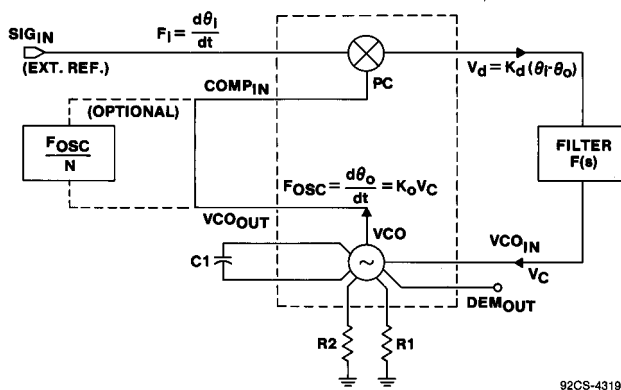 SIG_IN
(EXT. REF.)
F_I = dθ_I/dt
PC
V_d = K_d (θ_i-θ_o)
COMP_IN
(OPTIONAL)
F_OSC/N
FILTER
F(s)
F_OSC = dθ_o/dt = K_o V_C
VCO_OUT
VCO
VCO_IN
V_C
C1
~
DEM_OUT
R2
R1
92CS-4319